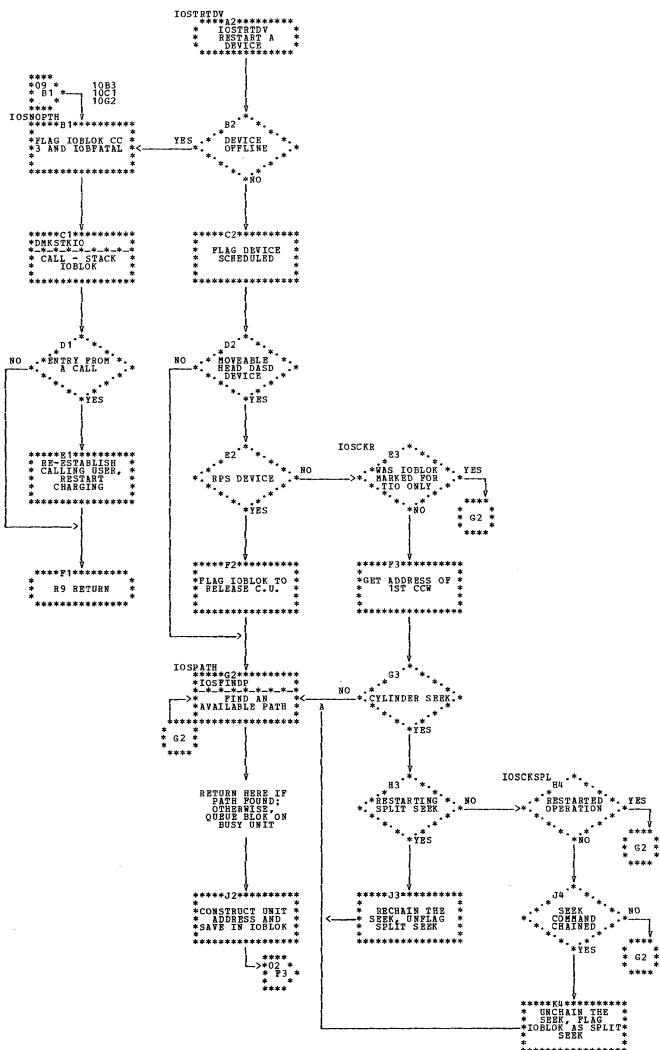 IOSTRTDV
A2
IOSTRTDV
RESTART A
DEVICE
09
B1
10B3
10C1
10G2
IOSNOPTH
B1
FLAG IOBLOK CC
3 AND IOBFATAL
YES
B2
DEVICE
OFFLINE
NO
C1
DMKSTKIO
CALL - STACK
IOBLOK
C2
FLAG DEVICE
SCHEDULED
D1
NO
ENTRY FROM
A CALL
YES
D2
NO
MOVEABLE
HEAD DASD
DEVICE
YES
E1
RE-ESTABLISH
CALLING USER,
RESTART
CHARGING
E2
RPS DEVICE
NO
YES
IOSCKR
E3
WAS IOBLOK
MARKED FOR
TIO ONLY
YES
G2
NO
F1
R9 RETURN
F2
FLAG IOBLOK TO
RELEASE C.U.
F3
GET ADDRESS OF
1ST CCW
IOSPATH
G2
IOSFINDP
FIND AN
AVAILABLE PATH
G2
G3
NO
CYLINDER SEEK
YES
RETURN HERE IF
PATH FOUND;
OTHERWISE,
QUEUE BLOK ON
BUSY UNIT
H3
RESTARTING
SPLIT SEEK
NO
YES
IOSCKSPL
H4
RESTARTED
OPERATION
YES
G2
NO
J2
CONSTRUCT UNIT
ADDRESS AND
SAVE IN IOBLOK
02
F3
J3
RECHAIN THE
SEEK, UNFLAG
SPLIT SEEK
J4
SEEK
COMMAND
CHAINED
NO
G2
YES
K4
UNCHAIN THE
SEEK, FLAG
IOBLOK AS SPLIT
SEEK